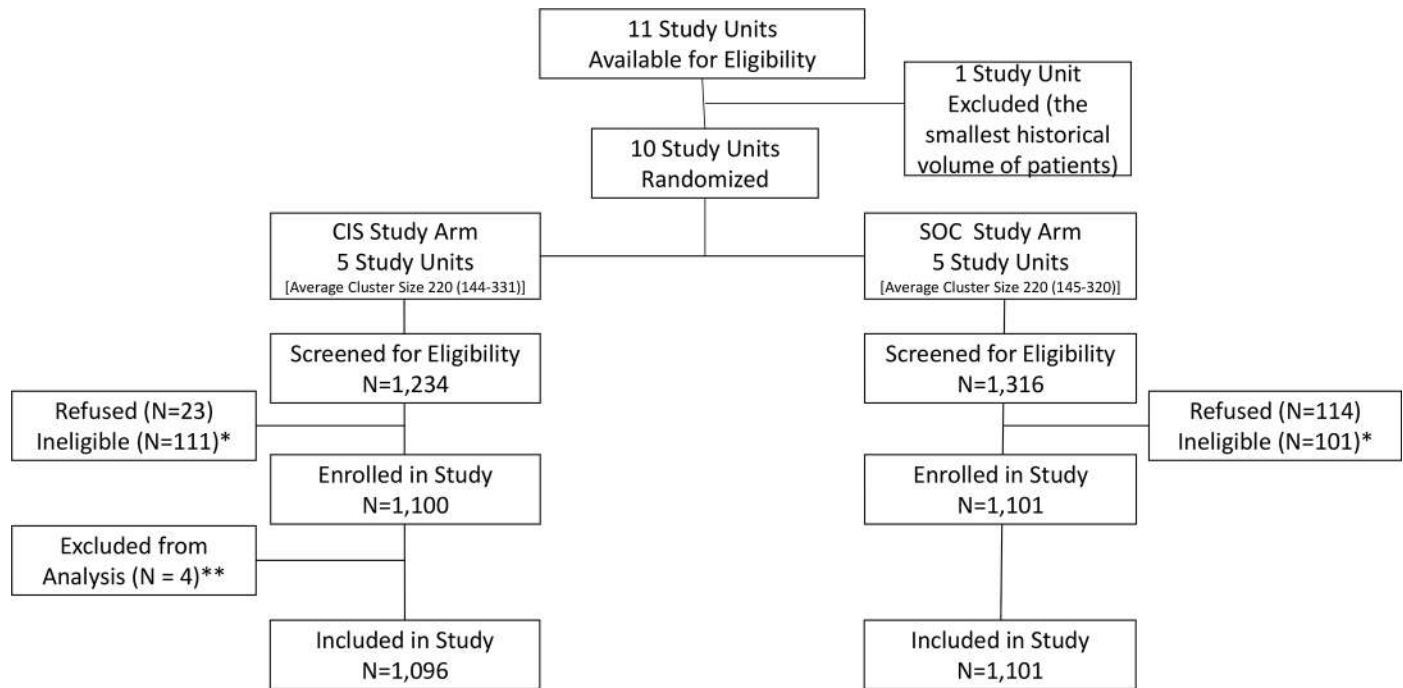 11 Study Units
Available for Eligibility
1 Study Unit
Excluded (the
smallest historical
volume of patients)
10 Study Units
Randomized
CIS Study Arm
5 Study Units
[Average Cluster Size 220 (144-331)]
SOC Study Arm
5 Study Units
[Average Cluster Size 220 (145-320)]
Screened for Eligibility
N=1,234
Screened for Eligibility
N=1,316
Refused (N=23)
Ineligible (N=111)*
Refused (N=114)
Ineligible (N=101)*
Enrolled in Study
N=1,100
Enrolled in Study
N=1,101
Excluded from
Analysis (N = 4)**
Included in Study
N=1,096
Included in Study
N=1,101